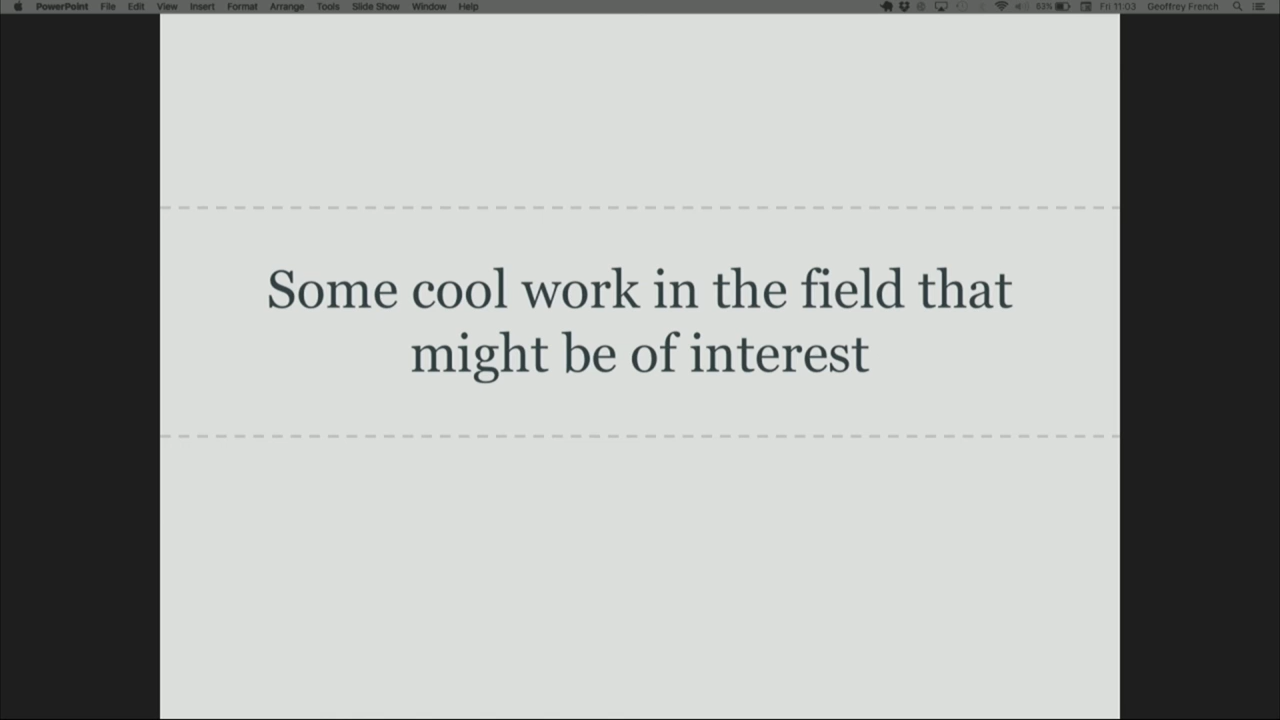 PowerPoint File Edit View Insert Format Arrange Tools Slide Show Window Help 63% Fri 11:03 Geoffrey French
Some cool work in the field that
might be of interest